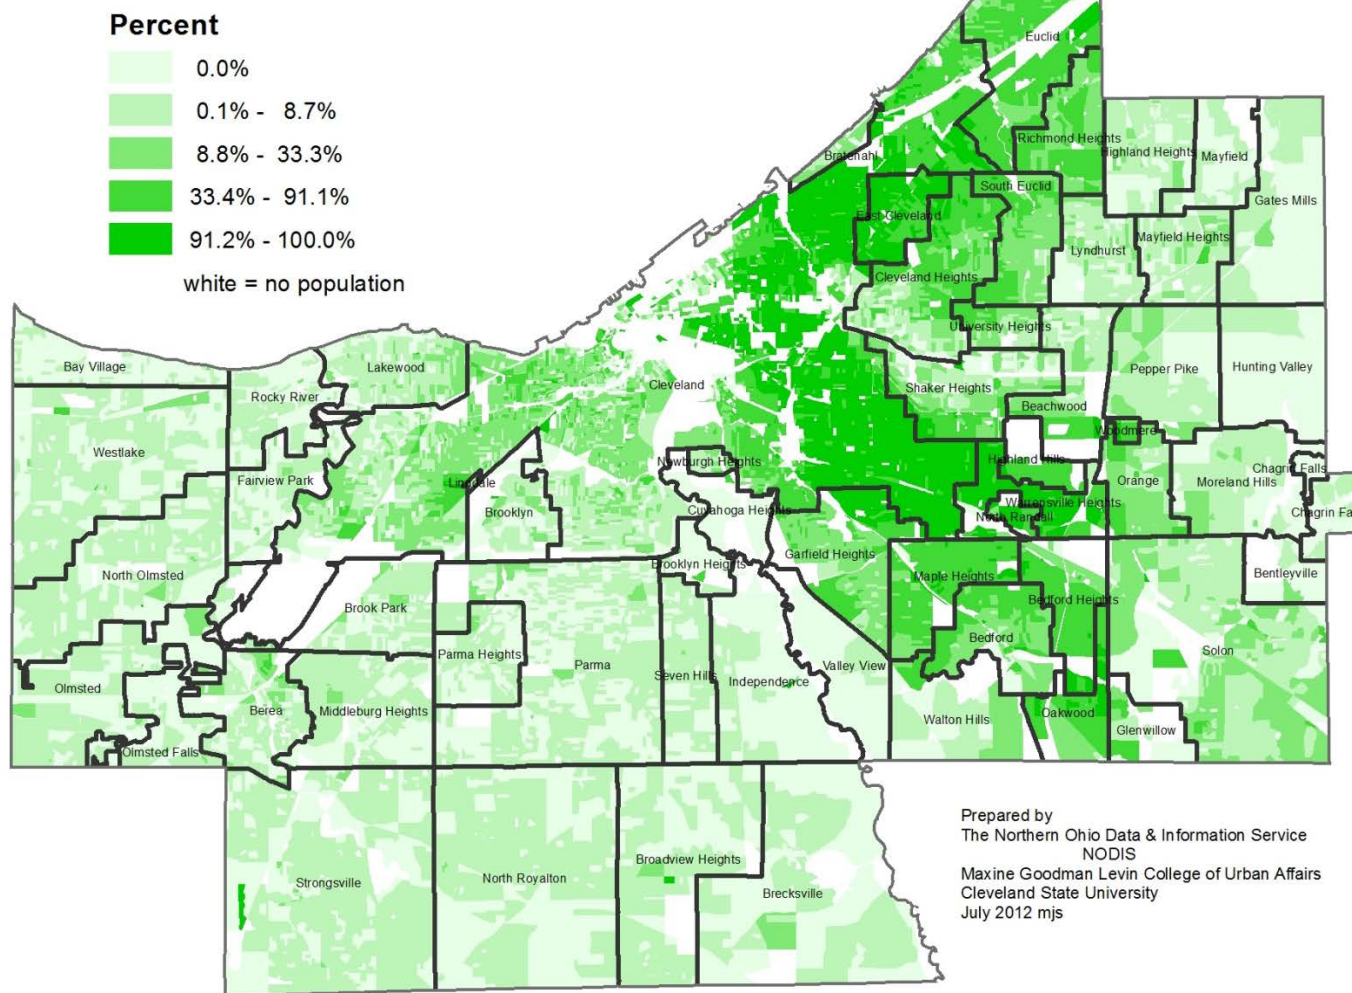 Percent
0.0%
0.1% - 8.7%
8.8% - 33.3%
33.4% - 91.1%
91.2% - 100.0%
white = no population
Euclid
Bratenahl
Richmond Heights
Highland Heights
Mayfield
South Euclid
Gates Mills
East Cleveland
Mayfield Heights
Lyndhurst
Cleveland Heights
University Heights
Bay Village
Lakewood
Pepper Pike
Hunting Valley
Cleveland
Shaker Heights
Rocky River
Beachwood
Woodmere
Westlake
Newburgh Heights
Highland Hills
Chagrin Falls
Fairview Park
Linndale
Orange
Moreland Hills
Brooklyn
Cuyahoga Heights
Warrensville Heights
North Randall
Chagrin Fa
Garfield Heights
Brooklyn Heights
North Olmsted
Maple Heights
Bentleyville
Brook Park
Bedford Heights
Bedford
Parma Heights
Parma
Valley View
Solon
Seven Hills
Independence
Olmsted
Berea
Middleburg Heights
Walton Hills
Oakwood
Glenwillow
Olmsted Falls
Strongsville
North Royalton
Broadview Heights
Brecksville
Prepared by
The Northern Ohio Data & Information Service
NODIS
Maxine Goodman Levin College of Urban Affairs
Cleveland State University
July 2012 mjs